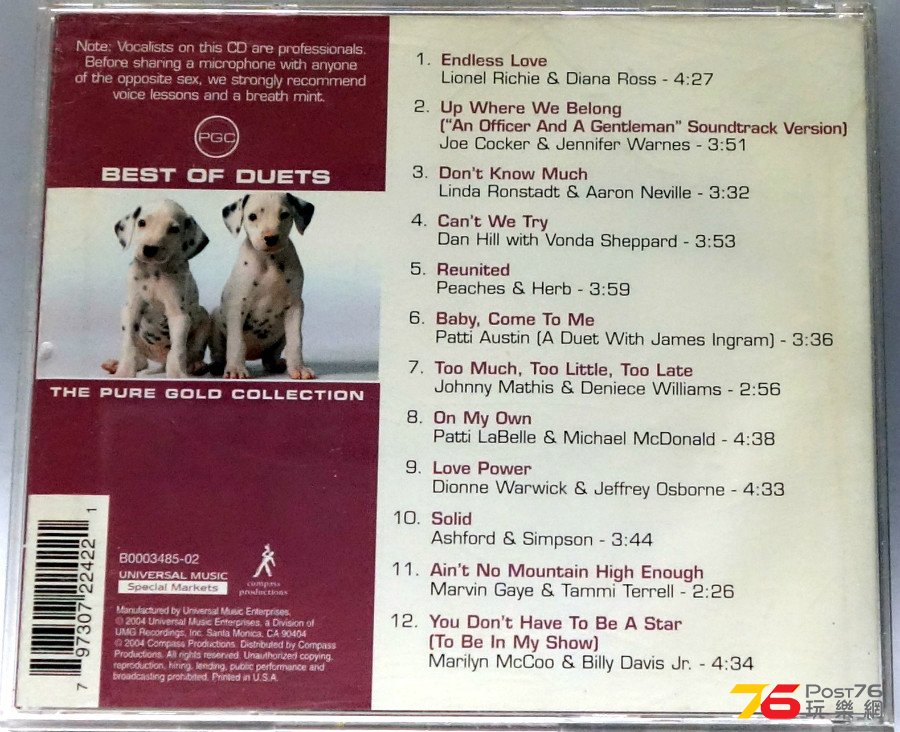 Note: Vocalists on this CD are professionals.
Before sharing a microphone with anyone
of the opposite sex, we strongly recommend
voice lessons and a breath mint.
PGC
BEST OF DUETS
THE PURE GOLD COLLECTION
B0003485-02
UNIVERSAL MUSIC
Special Markets
compass
productions
Manufactured by Universal Music Enterprises.
℗ 2004 Universal Music Enterprises, a Division of
UMG Recordings, Inc. Santa Monica, CA 90404
© 2004 Compass Productions. Distributed by Compass
Productions. All rights reserved. Unauthorized copying,
reproduction, hiring, lending, public performance and
broadcasting prohibited. Printed in U.S.A.
7 97307 22422 1
1. Endless Love
Lionel Richie & Diana Ross - 4:27
2. Up Where We Belong
("An Officer And A Gentleman" Soundtrack Version)
Joe Cocker & Jennifer Warnes - 3:51
3. Don't Know Much
Linda Ronstadt & Aaron Neville - 3:32
4. Can't We Try
Dan Hill with Vonda Sheppard - 3:53
5. Reunited
Peaches & Herb - 3:59
6. Baby, Come To Me
Patti Austin (A Duet With James Ingram) - 3:36
7. Too Much, Too Little, Too Late
Johnny Mathis & Deniece Williams - 2:56
8. On My Own
Patti LaBelle & Michael McDonald - 4:38
9. Love Power
Dionne Warwick & Jeffrey Osborne - 4:33
10. Solid
Ashford & Simpson - 3:44
11. Ain't No Mountain High Enough
Marvin Gaye & Tammi Terrell - 2:26
12. You Don't Have To Be A Star
(To Be In My Show)
Marilyn McCoo & Billy Davis Jr. - 4:34
76 Post76
玩樂網